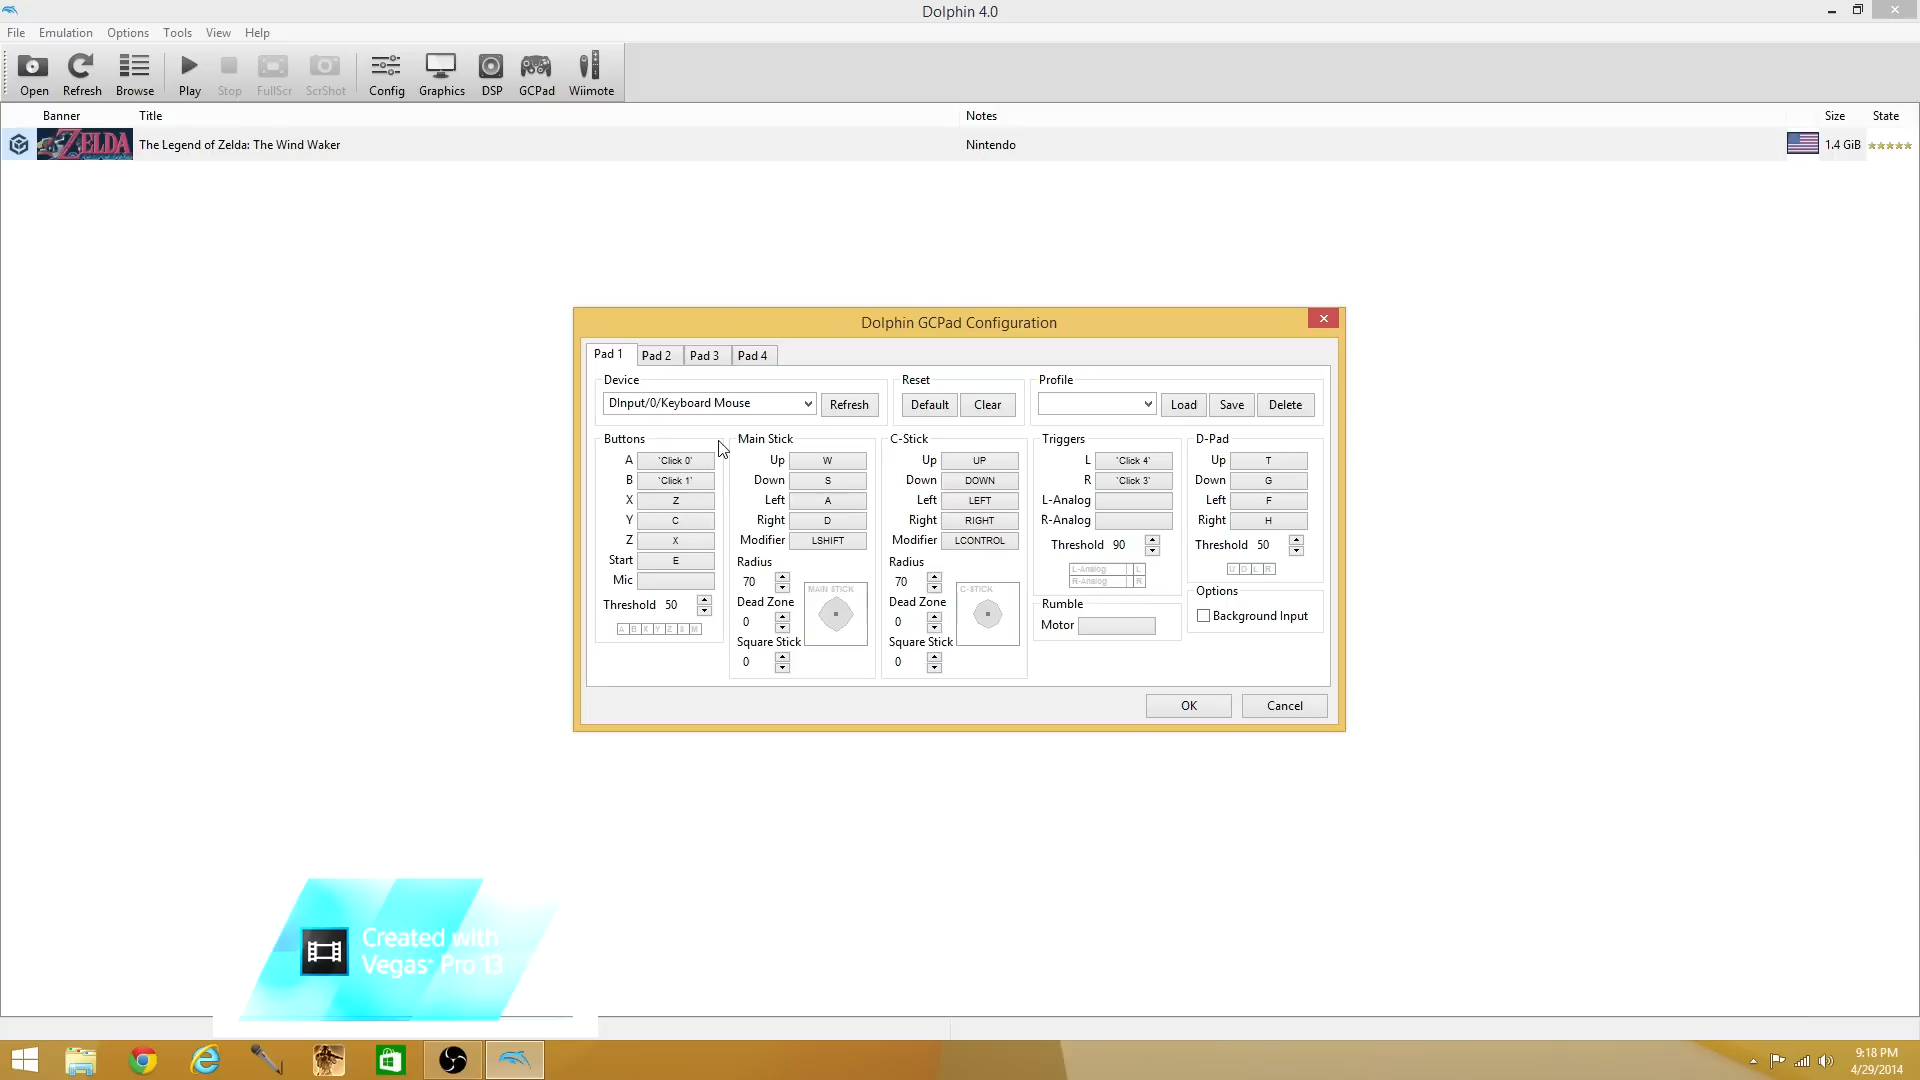 Dolphin 4.0
File Emulation Options Tools View Help
Open Refresh Browse Play Stop FullScr ScrShot Config Graphics DSP GCPad Wiimote
Banner Title Notes Size State
ZELDA The Legend of Zelda: The Wind Waker Nintendo 1.4 GiB
Dolphin GCPad Configuration
Pad 1 Pad 2 Pad 3 Pad 4
Device Reset Profile
DInput/0/Keyboard Mouse Refresh Default Clear Load Save Delete
Buttons Main Stick C-Stick Triggers D-Pad
A `Click 0` Up W Up UP L `Click 4` Up T
B `Click 1` Down S Down DOWN R `Click 3` Down G
X Z Left A Left LEFT L-Analog Left F
Y C Right D Right RIGHT R-Analog Right H
Z X Modifier LSHIFT Modifier LCONTROL Threshold 90 Threshold 50
Start E Radius Radius L-Analog L U D L R
Mic 70 MAIN STICK 70 C-STICK R-Analog R Options
Threshold 50 Dead Zone Dead Zone Rumble Background Input
A B X Y Z S M 0 0 Motor
Square Stick Square Stick
0 0
OK Cancel
Created with
Vegas™ Pro 13
9:18 PM
4/29/2014